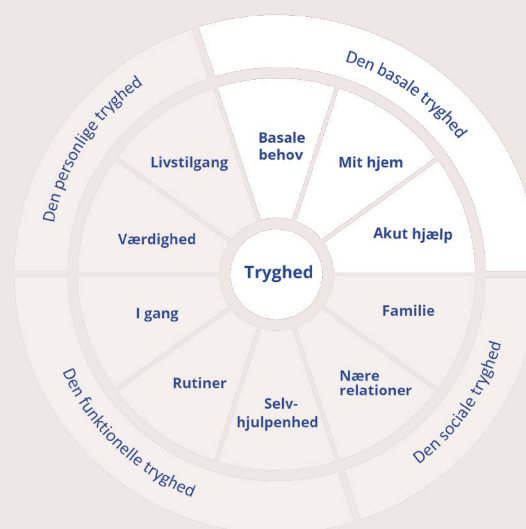 Den basale tryghed
Den personlige tryghed
Basale
behov
Livstilgang
Mit hjem
Værdighed
Akut hjælp
Tryghed
I gang
Familie
Rutiner
Nære
relationer
Selv-
hjulpenhed
Den funktionelle tryghed
Den sociale tryghed